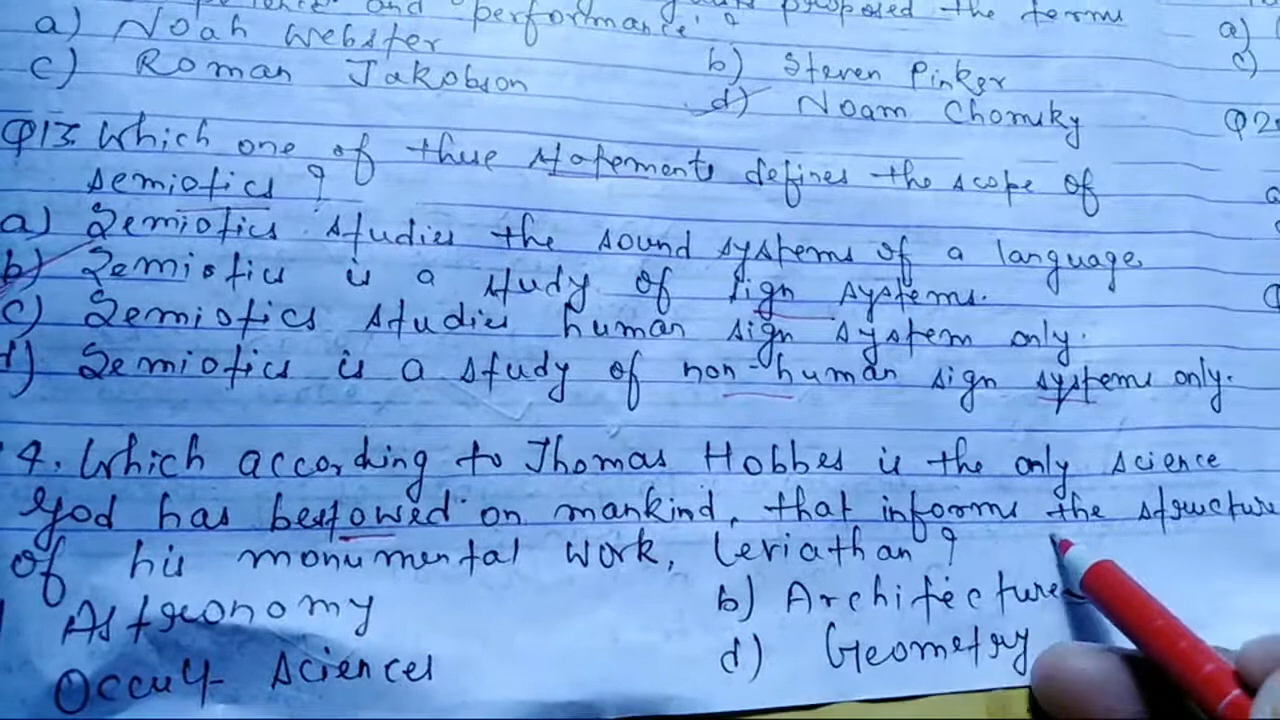 and performance' ? proposed the terms
a) Noah Webster b) Steven Pinker
c) Roman Jakobson d) Noam Chomsky
Q13. Which one of these statements defines the scope of
semiotics ?
a) Semiotics studies the sound systems of a language
b) Semiotics is a study of sign systems.
c) Semiotics studies human sign system only.
d) Semiotics is a study of non-human sign systems only.
4. Which according to Thomas Hobbes is the only science
God has bestowed on mankind, that informs the structure
of his monumental work, Leviathan ?
Astronomy b) Architecture
Occult Sciences d) Geometry
a)
c)
Q2